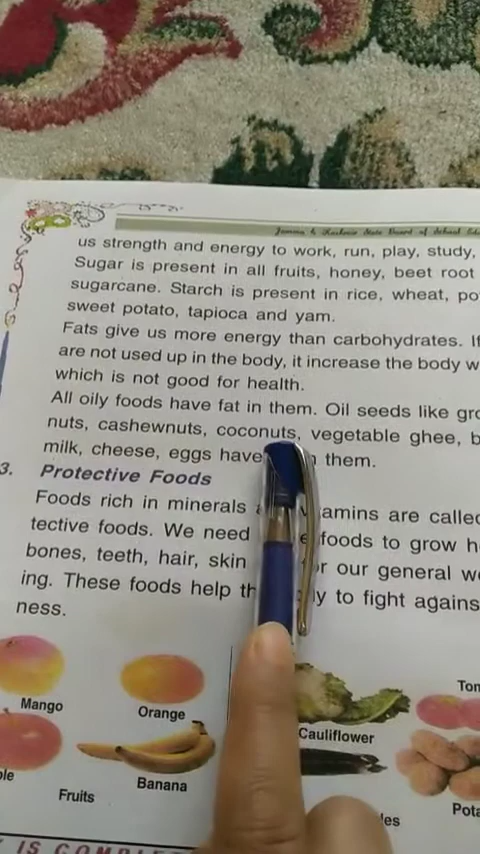 Jammu & Kashmir State Board of School
us strength and energy to work, run, play, study,
Sugar is present in all fruits, honey, beet root
sugarcane. Starch is present in rice, wheat, po
sweet potato, tapioca and yam.
Fats give us more energy than carbohydrates. If
are not used up in the body, it increase the body w
which is not good for health.
All oily foods have fat in them. Oil seeds like gro
nuts, cashewnuts, coconuts, vegetable ghee, b
milk, cheese, eggs have them.
3. Protective Foods
Foods rich in minerals amins are called
tective foods. We need foods to grow h
bones, teeth, hair, skin for our general we
ing. These foods help th ly to fight agains
ness.
Mango Orange Cauliflower Tom
ple Banana Pota
Fruits les
IS COMPL